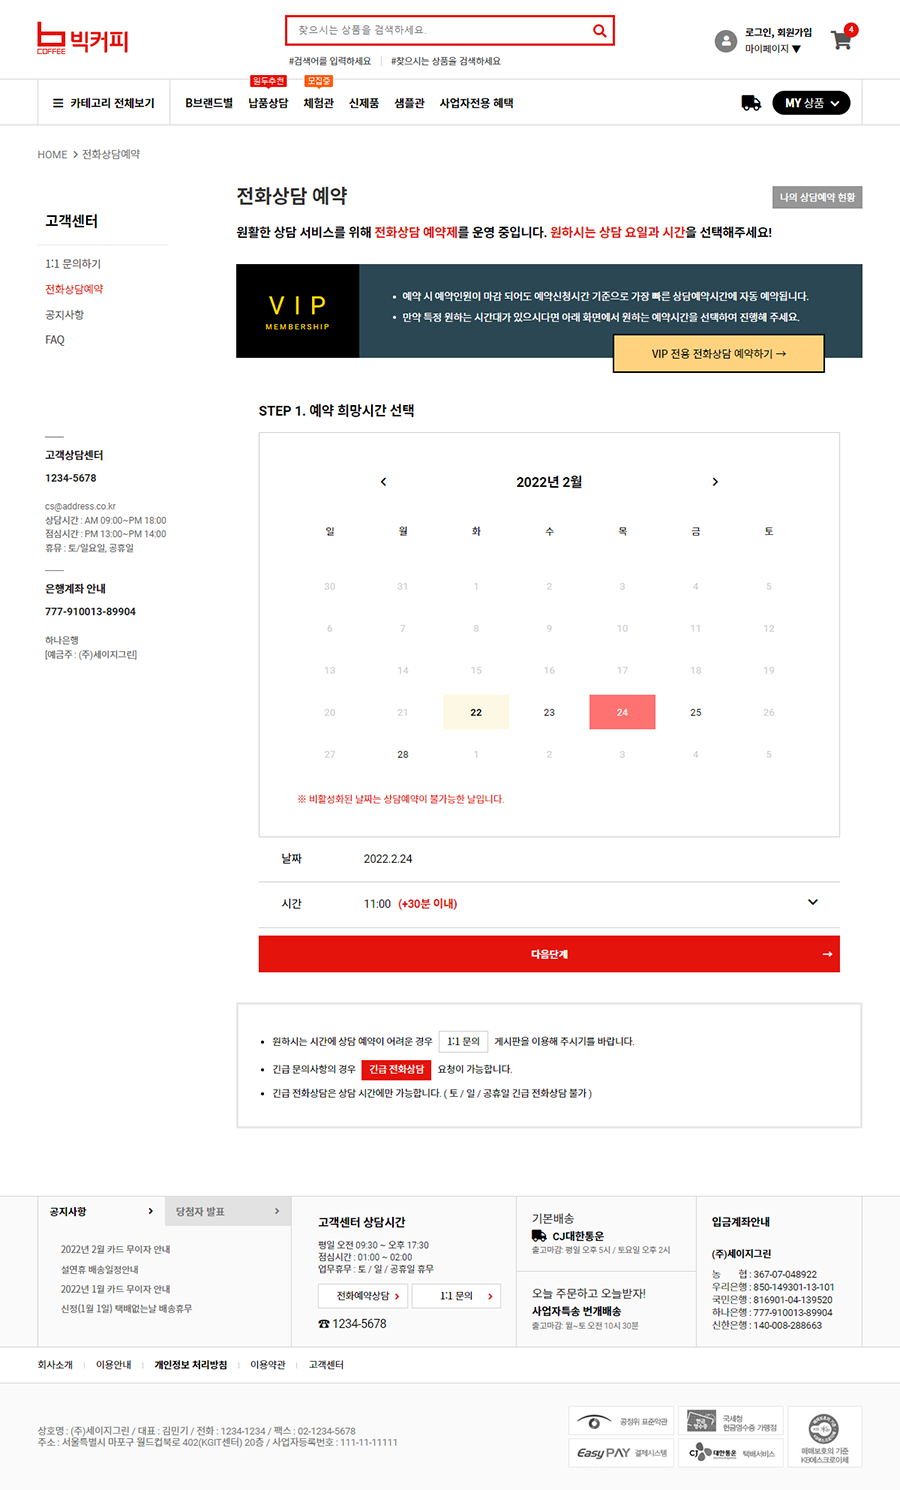 COFFEE 빅커피
찾으시는 상품을 검색하세요.
#검색어를 입력하세요 | #찾으시는 상품을 검색하세요
로그인, 회원가입
마이페이지 ▼
4
원두추천 모집중
카테고리 전체보기 B브랜드별 납품상담 체험관 신제품 샘플관 사업자전용 혜택 MY 상품
HOME > 전화상담예약
고객센터
1:1 문의하기
전화상담예약
공지사항
FAQ
고객상담센터
1234-5678
cs@address.co.kr
상담시간 : AM 09:00~PM 18:00
점심시간 : PM 13:00~PM 14:00
휴뮤 : 토/일요일, 공휴일
은행계좌 안내
777-910013-89904
하나은행
[예금주 : (주)세이지그린]
전화상담 예약
나의 상담예약 현황
원활한 상담 서비스를 위해 전화상담 예약제를 운영 중입니다. 원하시는 상담 요일과 시간을 선택해주세요!
VIP
MEMBERSHIP
• 예약 시 예약인원이 마감 되어도 예약신청시간 기준으로 가장 빠른 상담예약시간에 자동 예약됩니다.
• 만약 특정 원하는 시간대가 있으시다면 아래 화면에서 원하는 예약시간을 선택하여 진행해 주세요.
VIP 전용 전화상담 예약하기 →
STEP 1. 예약 희망시간 선택
< 2022년 2월 >
일 월 화 수 목 금 토
30 31 1 2 3 4 5
6 7 8 9 10 11 12
13 14 15 16 17 18 19
20 21 22 23 24 25 26
27 28 1 2 3 4 5
※ 비활성화된 날짜는 상담예약이 불가능한 날입니다.
날짜 2022.2.24
시간 11:00 (+30분 이내)
다음단계 →
• 원하시는 시간에 상담 예약이 어려운 경우 1:1 문의 게시판을 이용해 주시기를 바랍니다.
• 긴급 문의사항의 경우 긴급 전화상담 요청이 가능합니다.
• 긴급 전화상담은 상담 시간에만 가능합니다. ( 토 / 일 / 공휴일 긴급 전화상담 불가 )
공지사항 > 당첨자 발표 >
2022년 2월 카드 무이자 안내
설연휴 배송일정안내
2022년 1월 카드 무이자 안내
신정(1월 1일) 택배없는날 배송휴무
고객센터 상담시간
평일 오전 09:30 ~ 오후 17:30
점심시간 : 01:00 ~ 02:00
업무휴무 : 토 / 일 / 공휴일 휴무
전화예약상담 > 1:1 문의 >
☎ 1234-5678
기본배송
CJ대한통운
출고마감: 평일 오후 5시 / 토요일 오후 2시
오늘 주문하고 오늘받자!
사업자특송 번개배송
출고마감: 월~토 오전 10시 30분
입금계좌안내
(주)세이지그린
농 협 : 367-07-048922
우리은행 : 850-149301-13-101
국민은행 : 816901-04-139520
하나은행 : 777-910013-89904
신한은행 : 140-008-288663
회사소개 | 이용안내 | 개인정보 처리방침 | 이용약관 | 고객센터
상호명 : (주)세이지그린 / 대표 : 김민기 / 전화 : 1234-1234 / 팩스 : 02-1234-5678
주소 : 서울특별시 마포구 월드컵북로 402(KGIT센터) 20층 / 사업자등록번호 : 111-11-11111
공정위 표준약관
국세청
현금영수증 가맹점
EasyPAY 결제시스템
CJ 대한통운 택배서비스
매매보호의 기준
KB에스크로이체